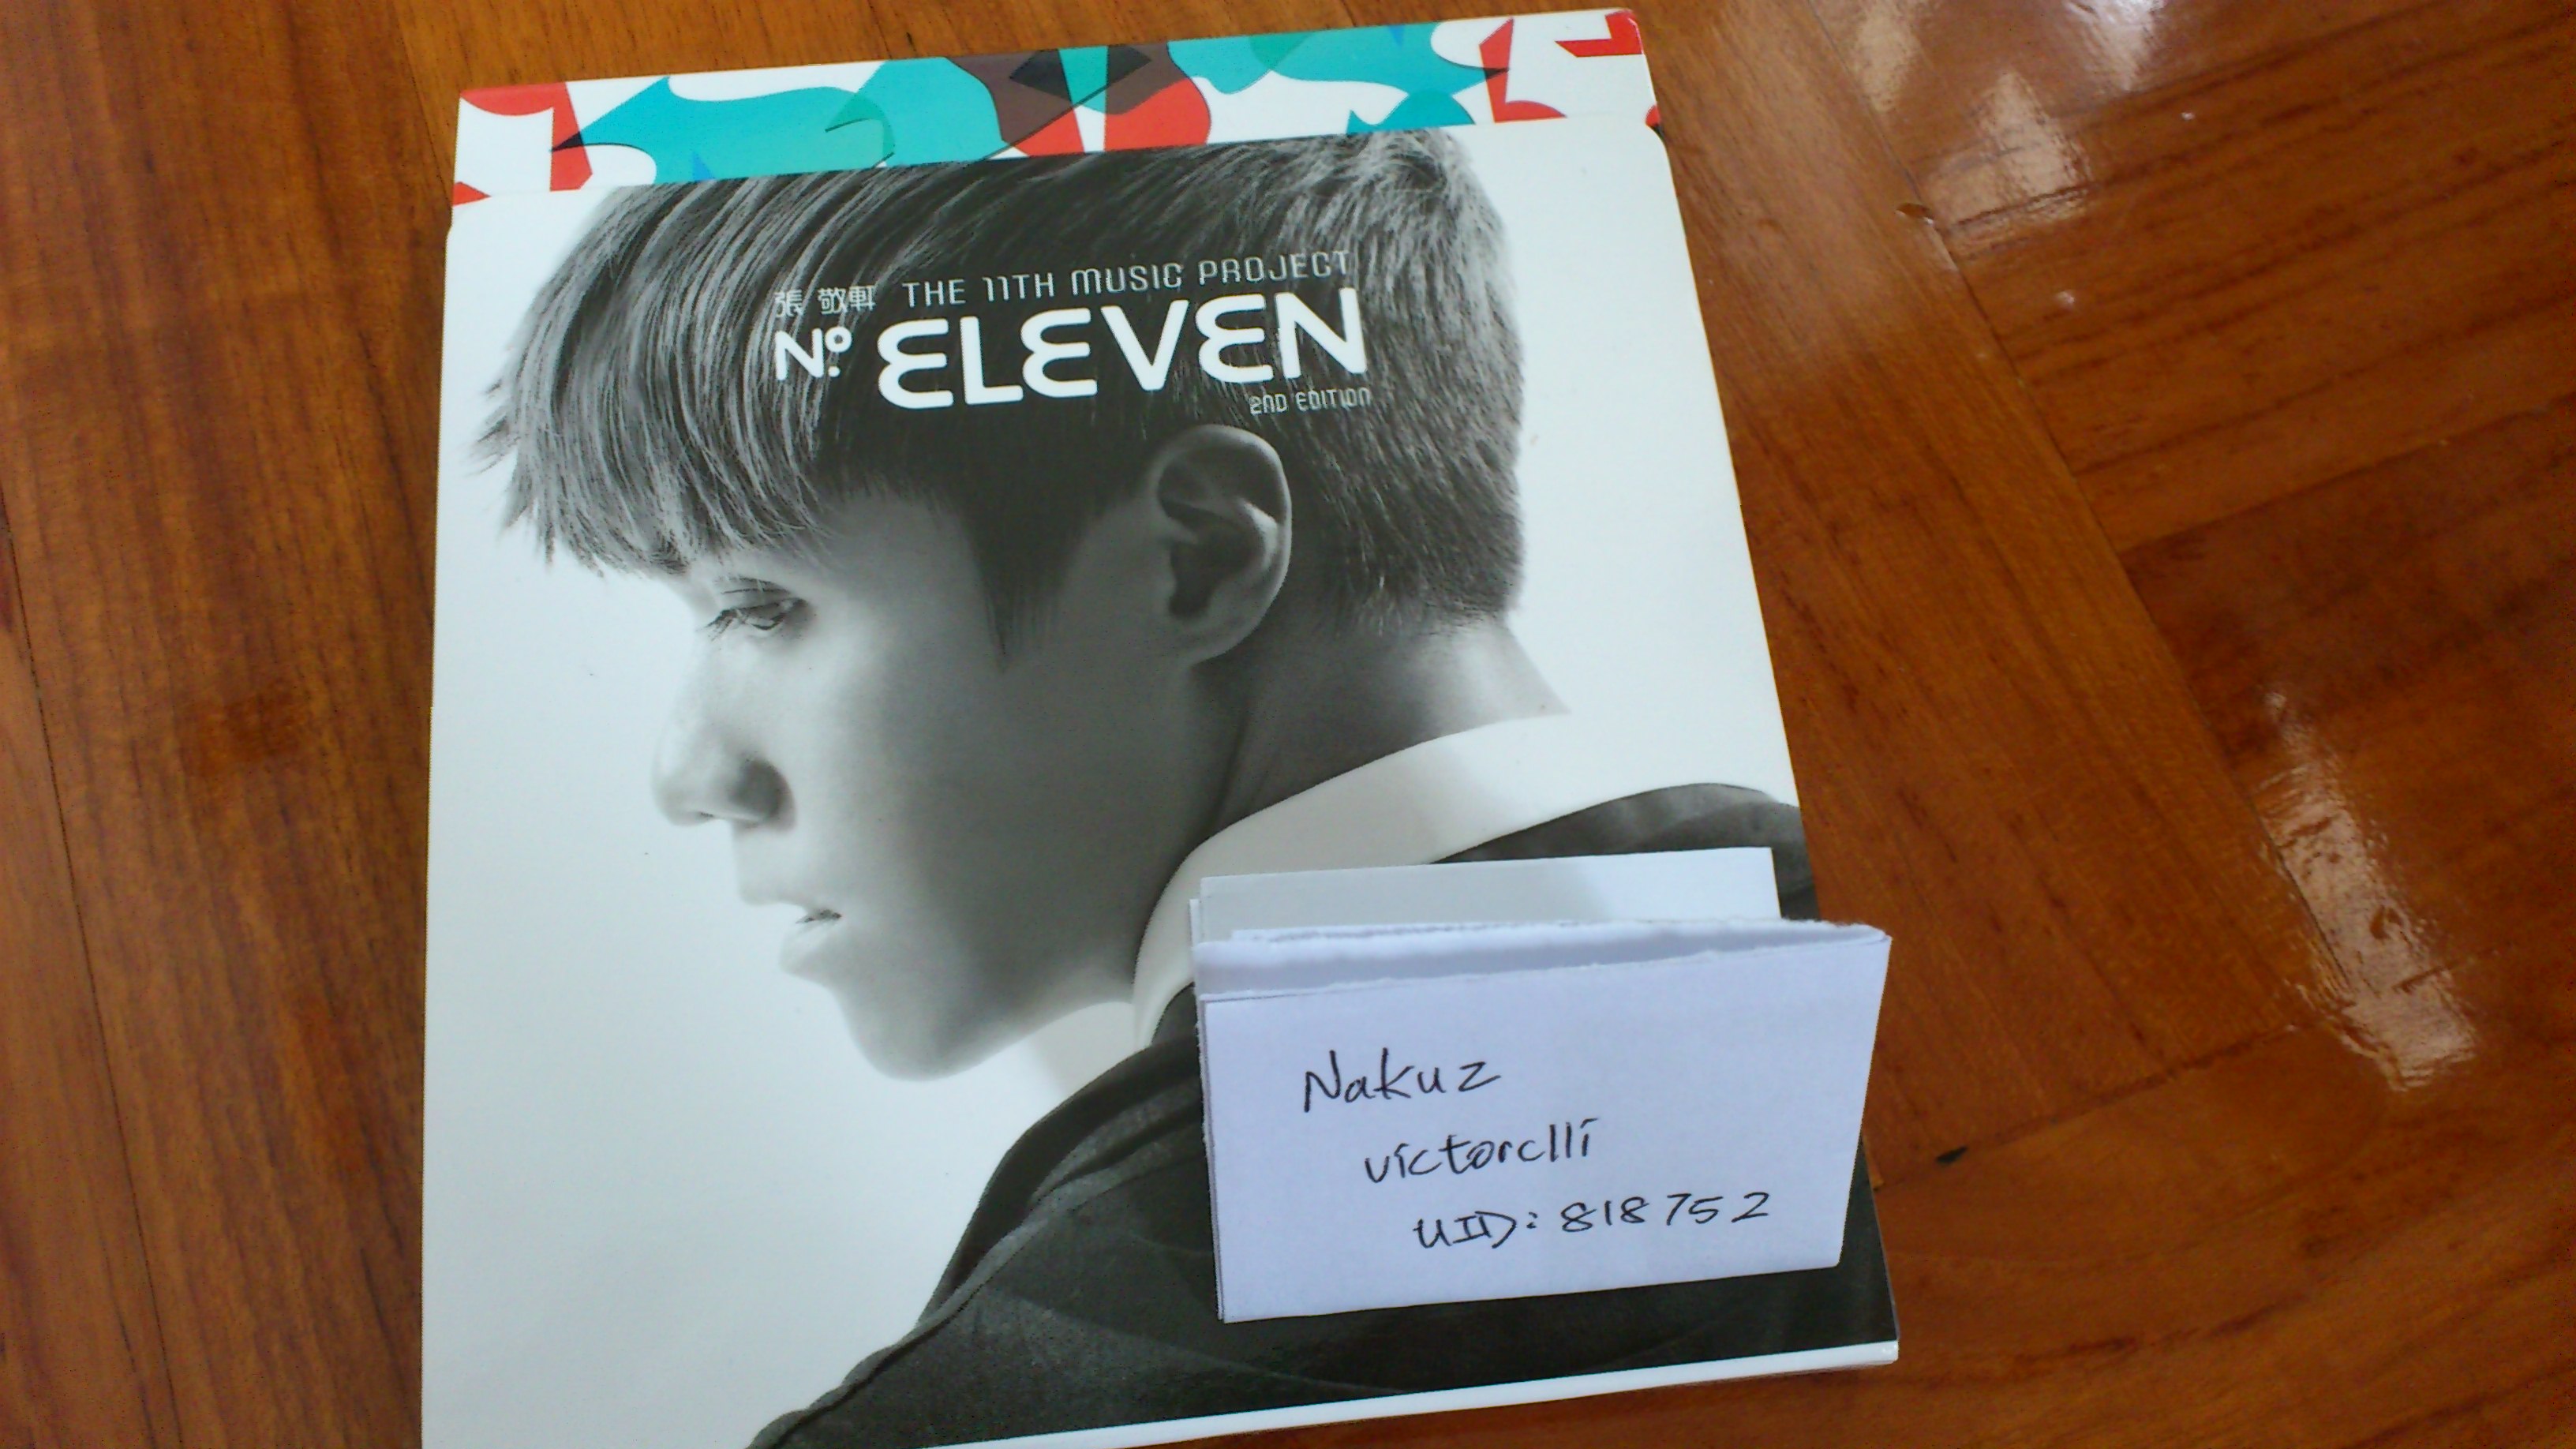 張敬軒 THE 11TH MUSIC PROJECT
No. ELEVEN
2ND EDITION
Nakuz
victorclli
UID: 818752